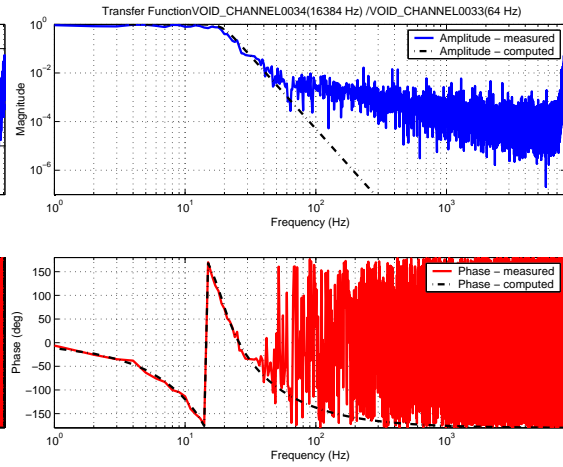 Transfer FunctionVOID_CHANNEL0034(16384 Hz) /VOID_CHANNEL0033(64 Hz)
10^0
10^−2
10^−4
10^−6
Magnitude
Amplitude − measured
Amplitude − computed
10^0 10^1 10^2 10^3
Frequency (Hz)
150
100
50
0
−50
−100
−150
Phase (deg)
Phase − measured
Phase − computed
10^0 10^1 10^2 10^3
Frequency (Hz)